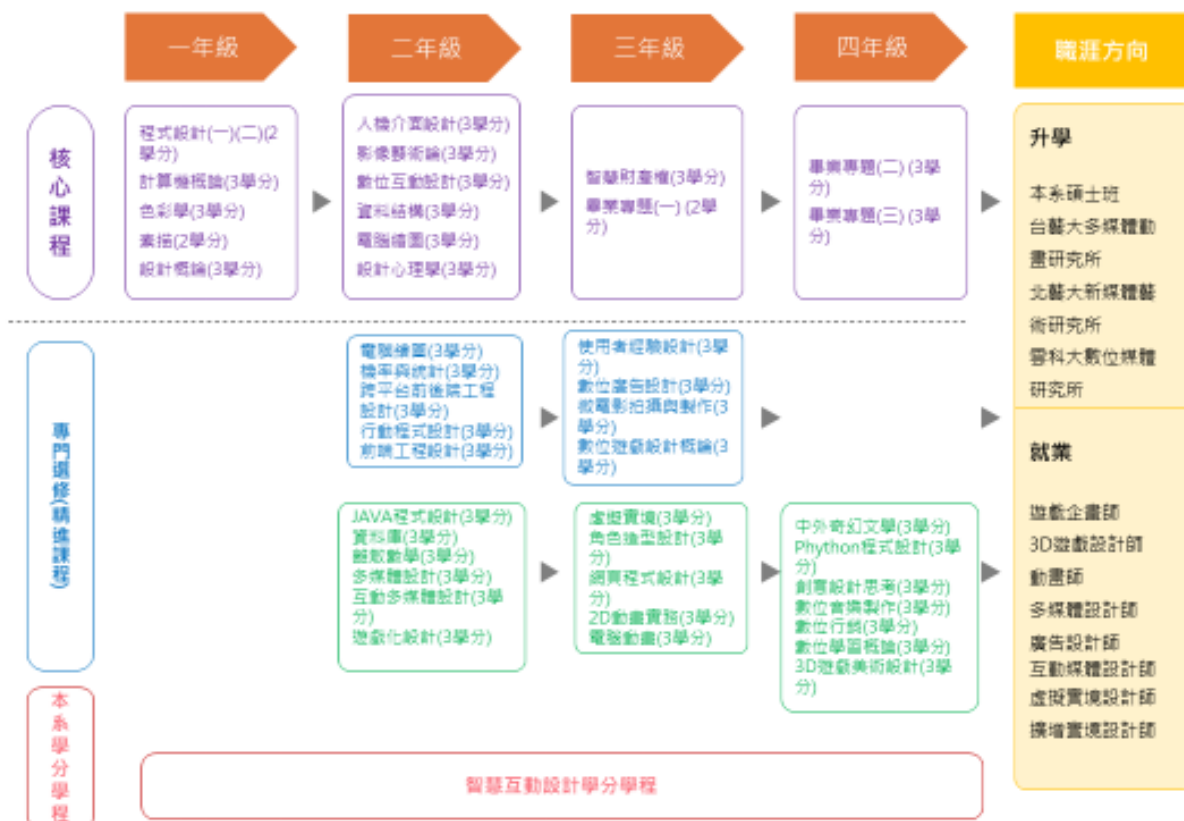 一年級
二年級
三年級
四年級
職涯方向
核心課程
程式設計(一)(二)(2
學分)
計算機概論(3學分)
色彩學(3學分)
素描(2學分)
設計概論(3學分)
人機介面設計(3學分)
影像藝術論(3學分)
數位互動設計(3學分)
資料結構(3學分)
電腦繪圖(3學分)
設計心理學(3學分)
智慧財產權(3學分)
畢業專題(一) (2學
分)
畢業專題(二) (3學
分)
畢業專題(三) (3學
分)
升學
本系碩士班
台藝大多媒體動
畫研究所
北藝大新媒體藝
術研究所
雲科大數位媒體
研究所
專門選修(精進課程)
電腦繪圖(3學分)
機率與統計(3學分)
跨平台前後端工程
設計(3學分)
行動程式設計(3學分)
前端工程設計(3學分)
使用者經驗設計(3學
分)
數位廣告設計(3學分)
微電影拍攝與製作(3
學分)
數位遊戲設計概論(3
學分)
JAVA程式設計(3學分)
資料庫(3學分)
離散數學(3學分)
多媒體設計(3學分)
互動多媒體設計(3學
分)
遊戲化設計(3學分)
虛擬實境(3學分)
角色造型設計(3學
分)
網頁程式設計(3學
分)
2D動畫實務(3學分)
電腦動畫(3學分)
中外奇幻文學(3學分)
Phython程式設計(3學
分)
創意設計思考(3學分)
數位音樂製作(3學分)
數位行銷(3學分)
數位學習概論(3學分)
3D遊戲美術設計(3學
分)
就業
遊戲企畫師
3D遊戲設計師
動畫師
多媒體設計師
廣告設計師
互動媒體設計師
虛擬實境設計師
擴增實境設計師
本系學分學程
智慧互動設計學分學程